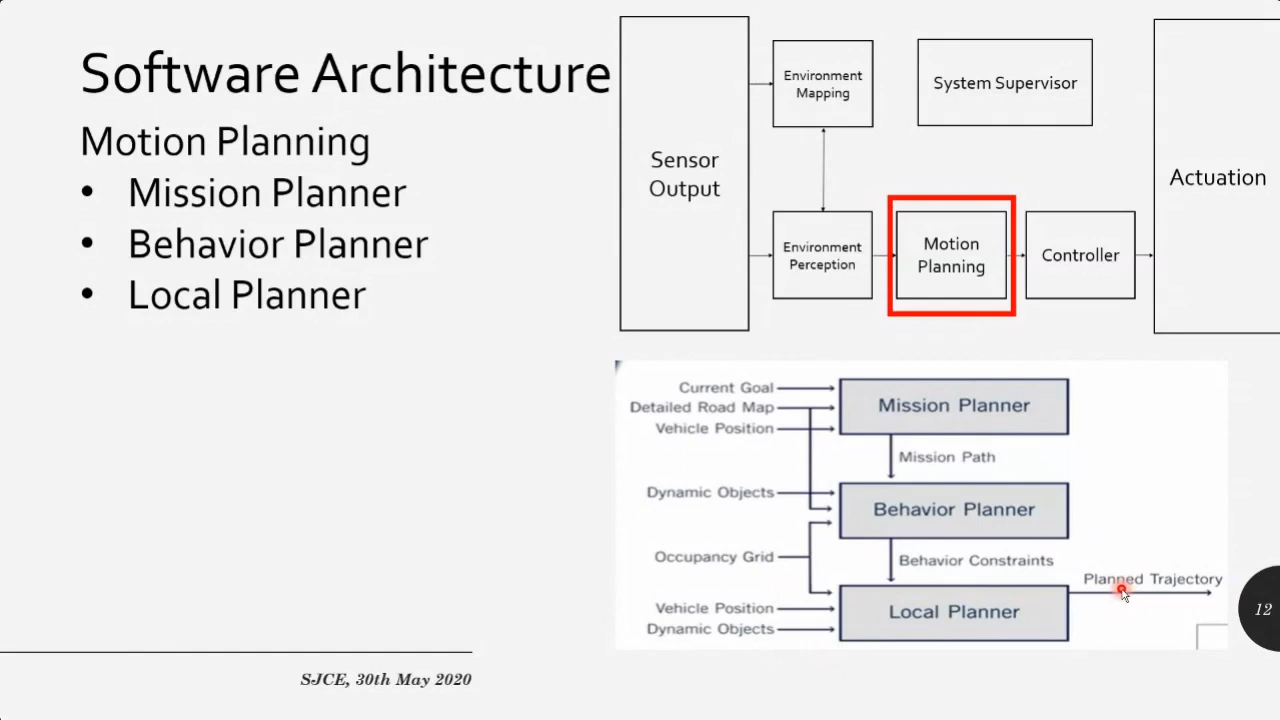 Software Architecture
Motion Planning
• Mission Planner
• Behavior Planner
• Local Planner
Sensor
Output
Environment
Mapping
System Supervisor
Actuation
Environment
Perception
Motion
Planning
Controller
Current Goal
Detailed Road Map
Vehicle Position
Mission Planner
Mission Path
Dynamic Objects
Behavior Planner
Occupancy Grid
Behavior Constraints
Planned Trajectory
Vehicle Position
Dynamic Objects
Local Planner
12
SJCE, 30th May 2020